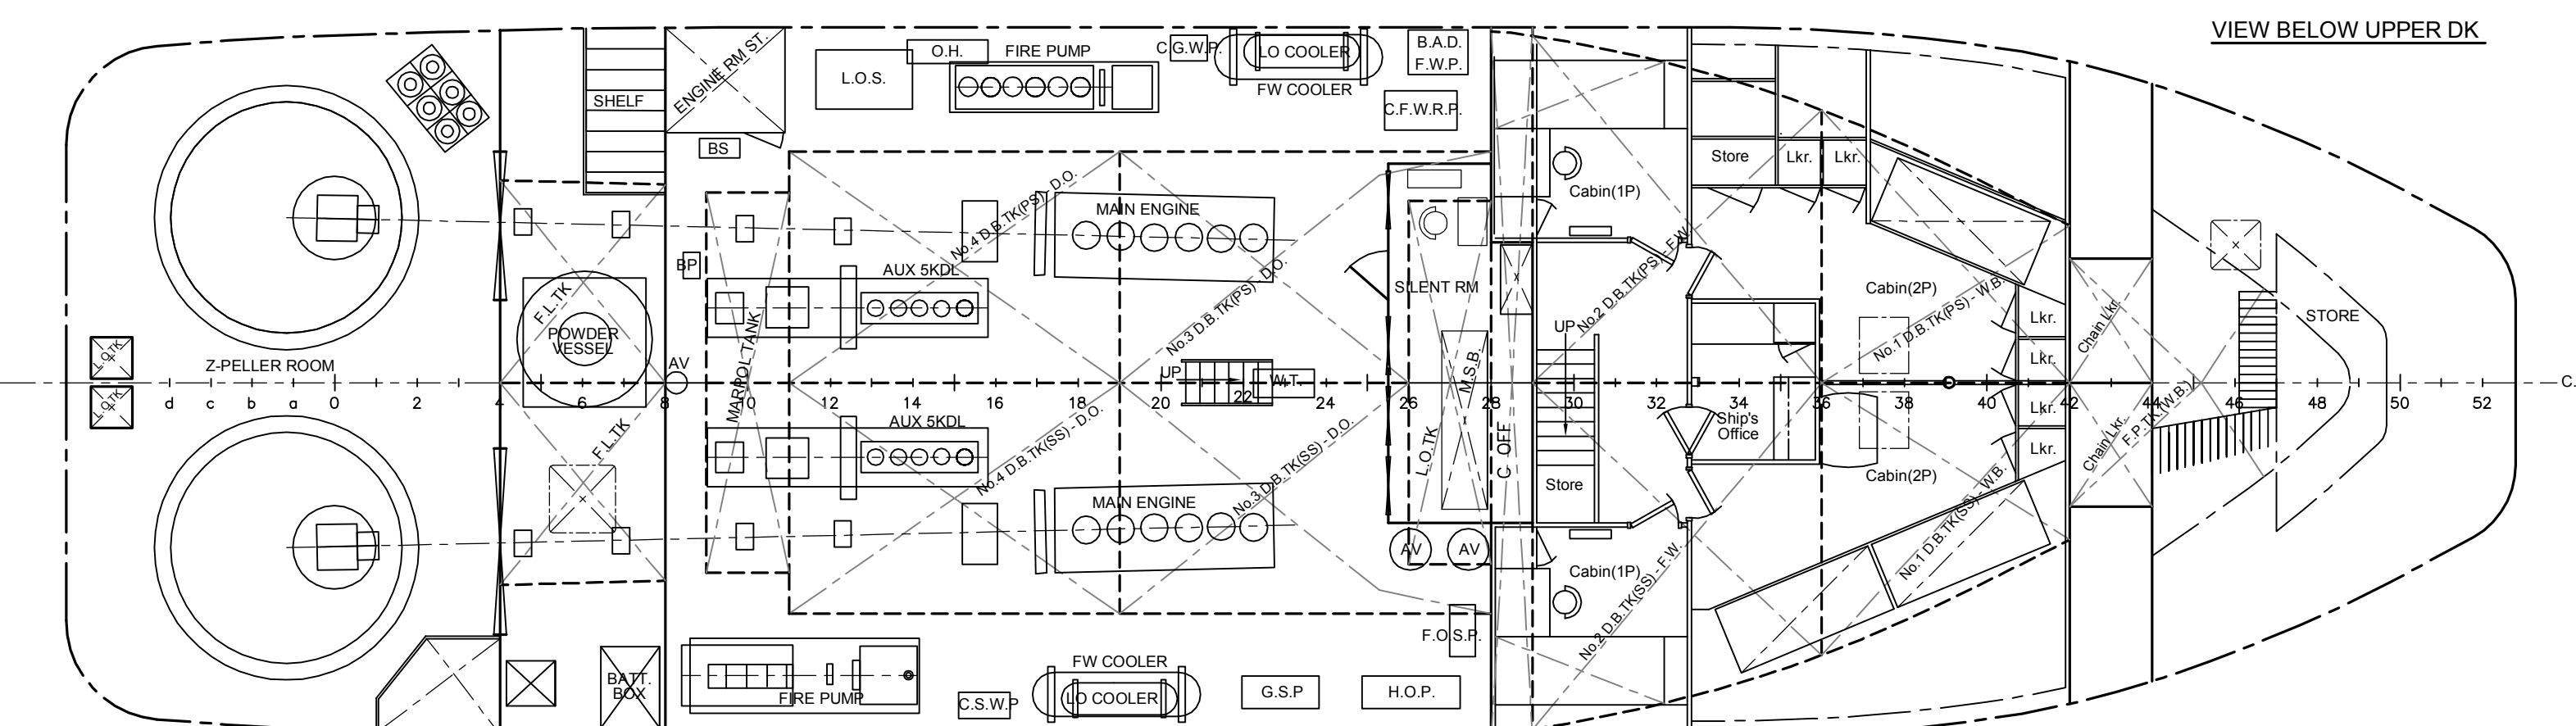 VIEW BELOW UPPER DK
SHELF
ENGINE RM ST.
BS
L.O.S.
O.H.
FIRE PUMP
C.G.W.P.
LO COOLER
FW COOLER
B.A.D.
F.W.P.
C.F.W.R.P.
Cabin(1P)
Store
Lkr.
Lkr.
No.4 D.B.TK(PS) - D.O.
MAIN ENGINE
BP
AUX 5KDL
No.3 D.B.TK(PS) - D.O.
SILENT RM
No.2 D.B.TK(PS) - F.W.
Cabin(2P)
No.1 D.B.TK(PS) - W.B.
Lkr.
Lkr.
Chain Lkr.
STORE
F.L.TK
POWDER
VESSEL
L.O.TK
Z-PELLER ROOM
AV
MARPOL TANK
UP
W.T.
M.S.B.
UP
C.
d c b a 0 2 4 6 8 10 12 14 16 18 20 22 24 26 28 30 32 34 36 38 40 42 44 46 48 50 52
L.O.TK
F.L.TK
AUX 5KDL
No.4 D.B.TK(SS) - D.O.
No.3 D.B.TK(SS) - D.O.
L.O.TK
C. OFF
Ship's
Office
Cabin(2P)
Lkr.
Lkr.
Chain Lkr.
F.P.TK.(W.B.)
MAIN ENGINE
Store
No.1 D.B.TK(SS) - W.B.
AV
AV
Cabin(1P)
No.2 D.B.TK(SS) - F.W.
F.O.S.P.
BATT.
BOX
FIRE PUMP
C.S.W.P
FW COOLER
LO COOLER
G.S.P
H.O.P.